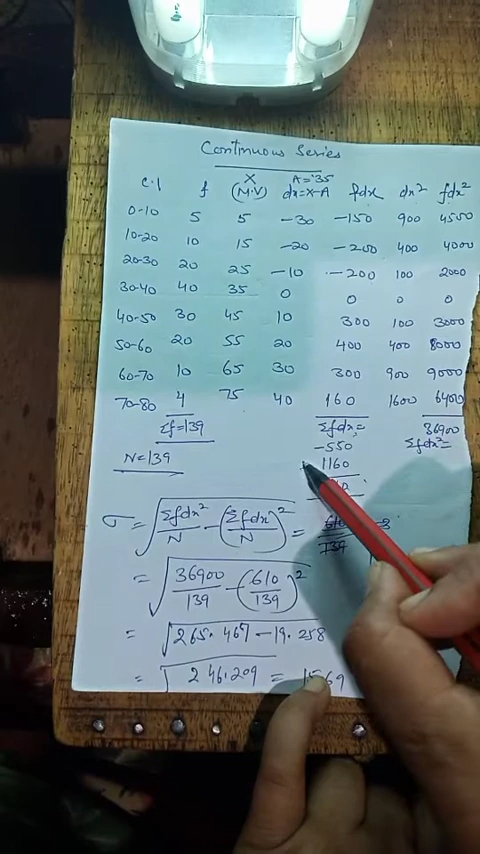 Continuous Series
C.I f X (M.V) A=35 dx=X-A fdx dx² fdx²
0-10 5 5 -30 -150 900 4500
10-20 10 15 -20 -200 400 4000
20-30 20 25 -10 -200 100 2000
30-40 40 35 0 0 0 0
40-50 30 45 10 300 100 3000
50-60 20 55 20 400 400 8000
60-70 10 65 30 300 900 9000
70-80 4 75 40 160 1600 6400
Σf=139 Σfdx= 36900
-550 Σfdx²=
N=139 1160
σ = √Σfdx²/N - (Σfdx/N)² =
= √36900/139 - (610/139)²
= √265.467 - 19.258
= √246.209 =